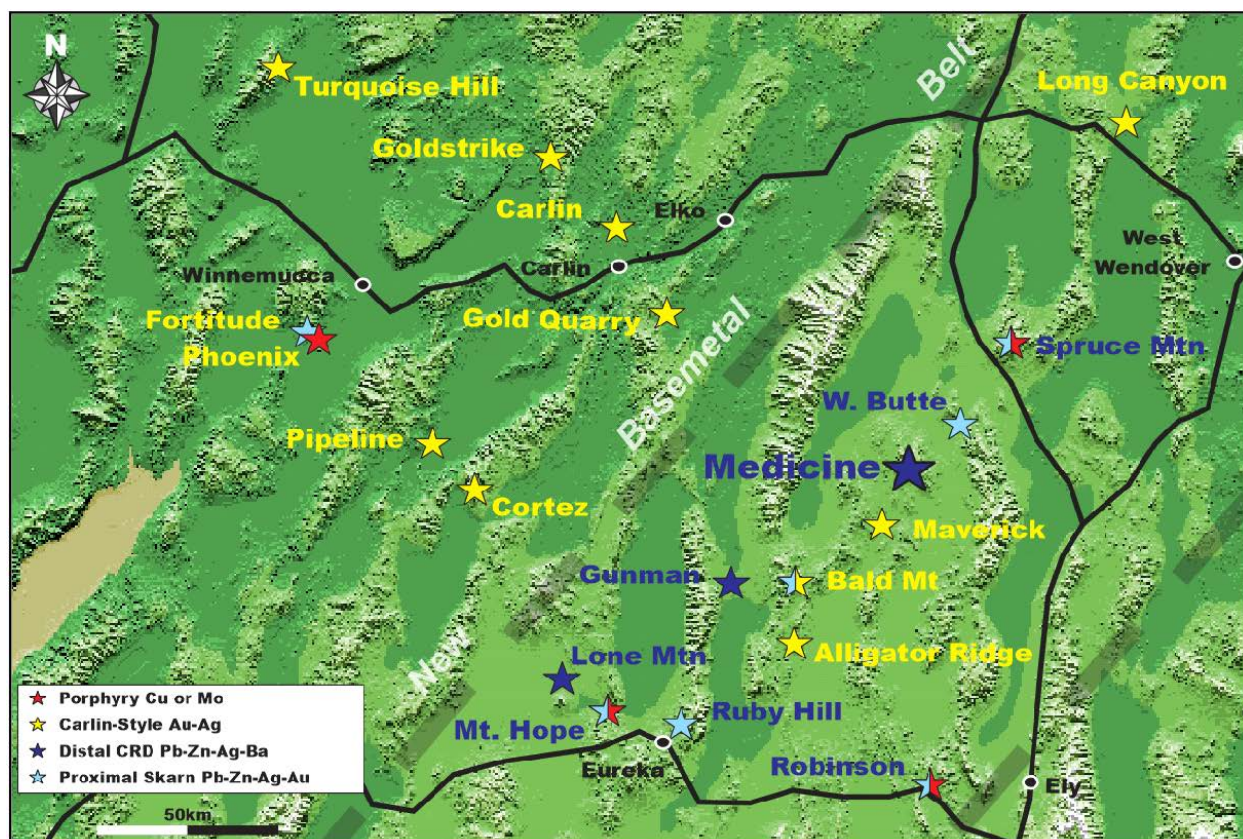 N
Turquoise Hill
Belt
Long Canyon
Goldstrike
Carlin
Elko
Carlin
Winnemucca
West
Wendover
Fortitude
Phoenix
Gold Quarry
Basemetal
Spruce Mtn
W. Butte
Pipeline
Medicine
Cortez
Maverick
Gunman
Bald Mt
New
Lone Mtn
Alligator Ridge
Mt. Hope
Ruby Hill
Eureka
Robinson
Ely
Porphyry Cu or Mo
Carlin-Style Au-Ag
Distal CRD Pb-Zn-Ag-Ba
Proximal Skarn Pb-Zn-Ag-Au
50km